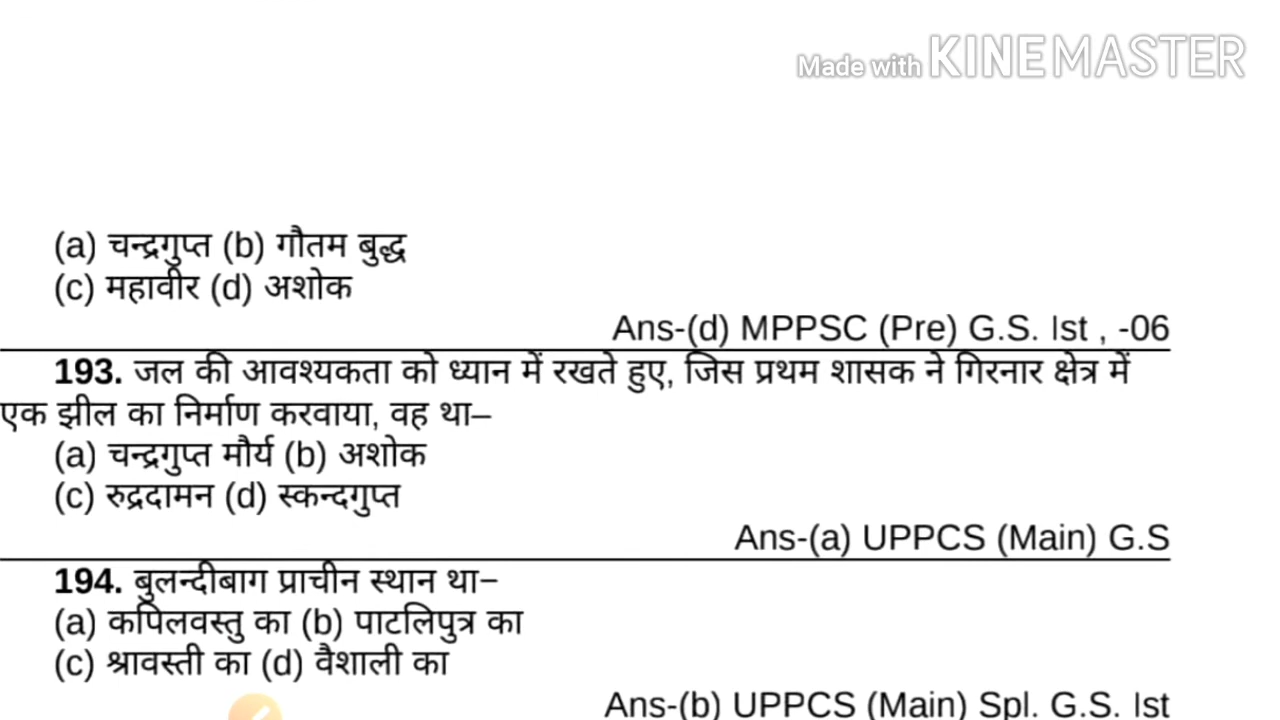 Made with KINEMASTER
(a) चन्द्रगुप्त (b) गौतम बुद्ध
(c) महावीर (d) अशोक
Ans-(d) MPPSC (Pre) G.S. Ist , -06
193. जल की आवश्यकता को ध्यान में रखते हुए, जिस प्रथम शासक ने गिरनार क्षेत्र में
एक झील का निर्माण करवाया, वह था–
(a) चन्द्रगुप्त मौर्य (b) अशोक
(c) रुद्रदामन (d) स्कन्दगुप्त
Ans-(a) UPPCS (Main) G.S
194. बुलन्दीबाग प्राचीन स्थान था–
(a) कपिलवस्तु का (b) पाटलिपुत्र का
(c) श्रावस्ती का (d) वैशाली का
Ans-(b) UPPCS (Main) Spl. G.S. Ist